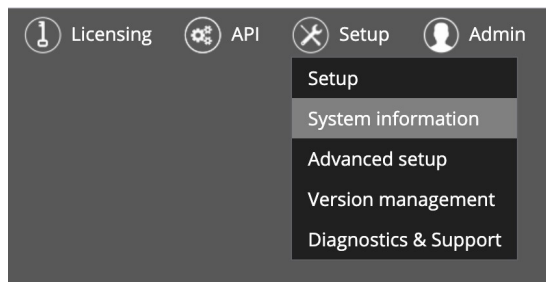 Licensing API Setup Admin
Setup
System information
Advanced setup
Version management
Diagnostics & Support